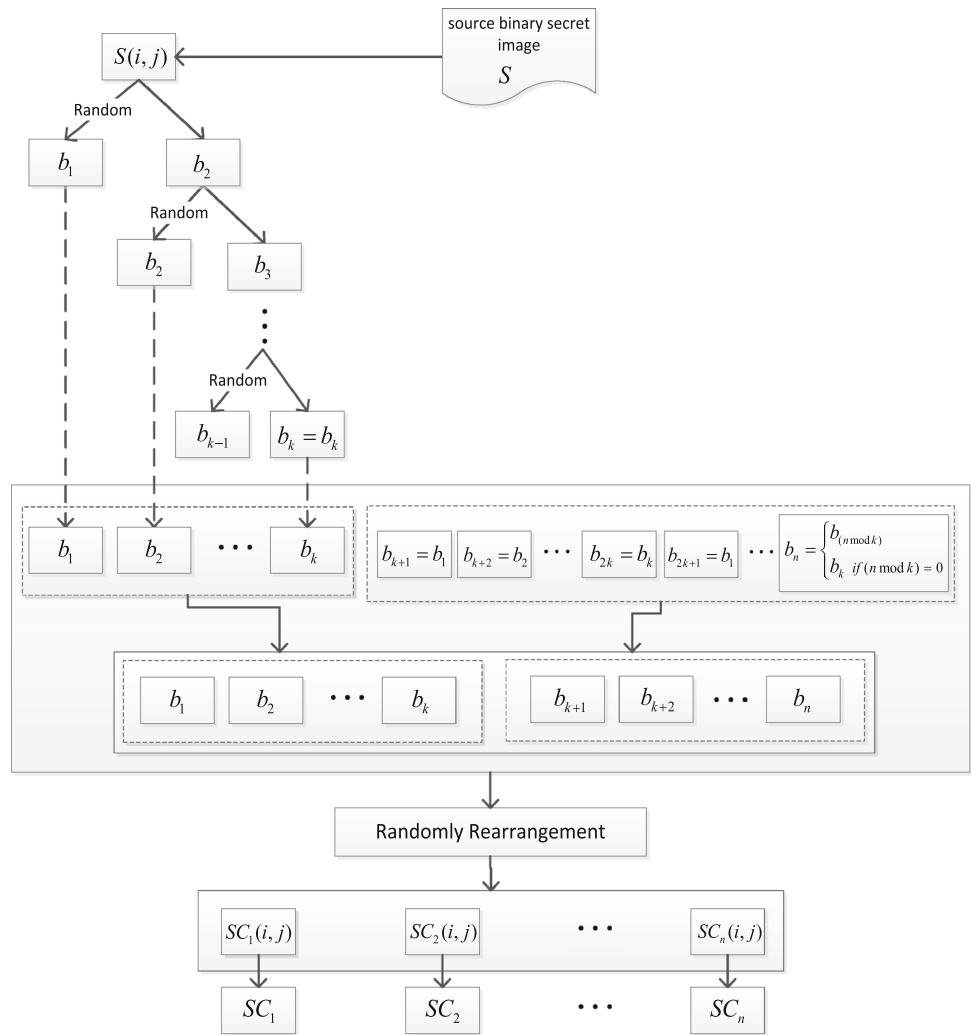 source binary secret
image
S
S(i, j)
Random
b₁
b₂
Random
b₂
b₃
⋮
Random
bₖ₋₁
bₖ = bₖ
b₁ b₂ ··· bₖ
bₖ₊₁ = b₁ bₖ₊₂ = b₂ ··· b₂ₖ = bₖ b₂ₖ₊₁ = b₁ ··· bₙ = { b₍ₙ ₘₒd ₖ₎
bₖ if (n mod k) = 0
b₁ b₂ ··· bₖ bₖ₊₁ bₖ₊₂ ··· bₙ
Randomly Rearrangement
SC₁(i, j) SC₂(i, j) ··· SCₙ(i, j)
SC₁ SC₂ ··· SCₙ